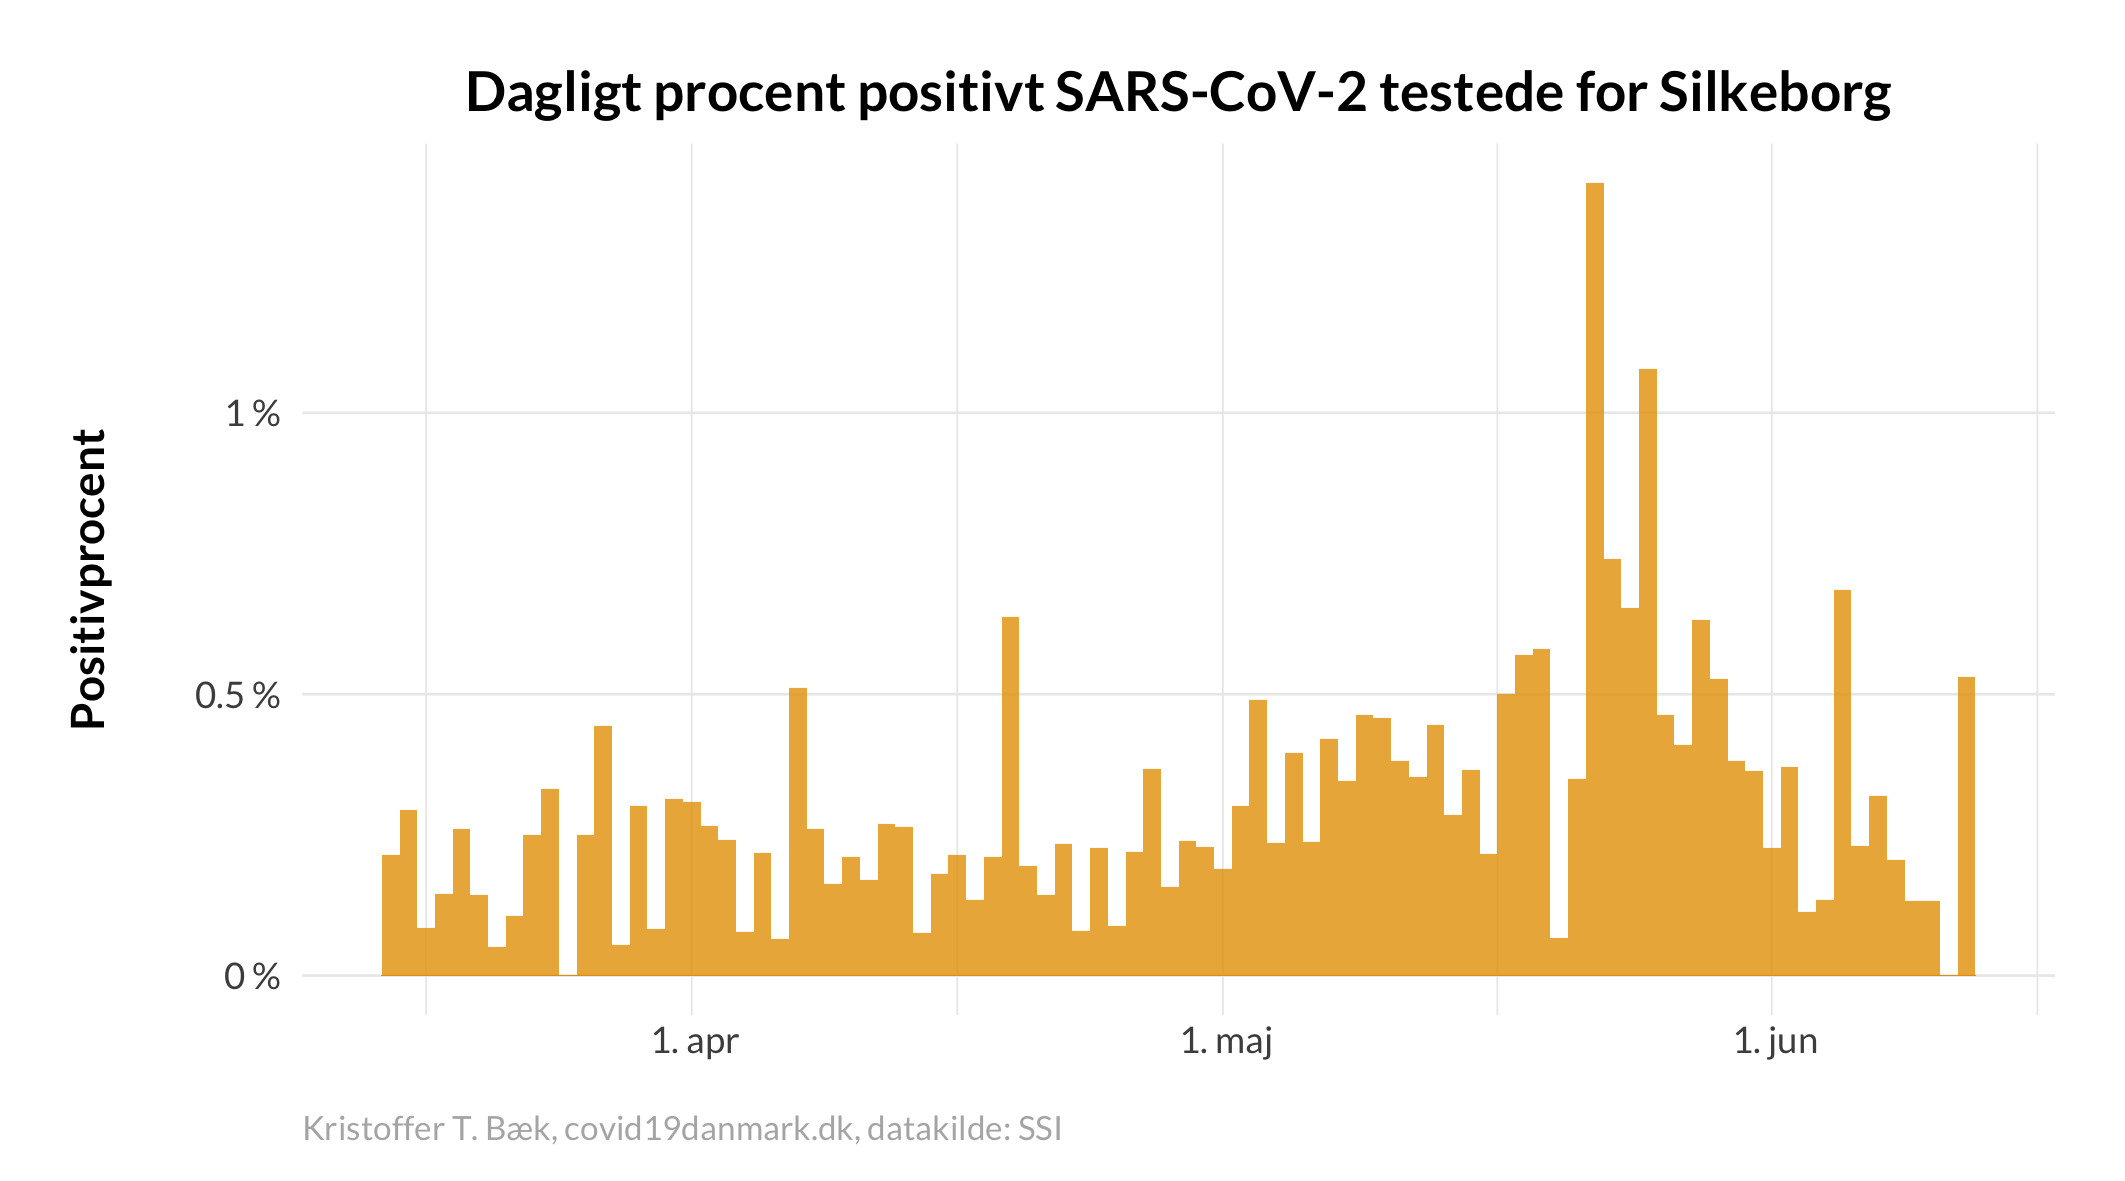 Dagligt procent positivt SARS-CoV-2 testede for Silkeborg
Positivprocent
1 %
0.5 %
0 %
1. apr
1. maj
1. jun
Kristoffer T. Bæk, covid19danmark.dk, datakilde: SSI